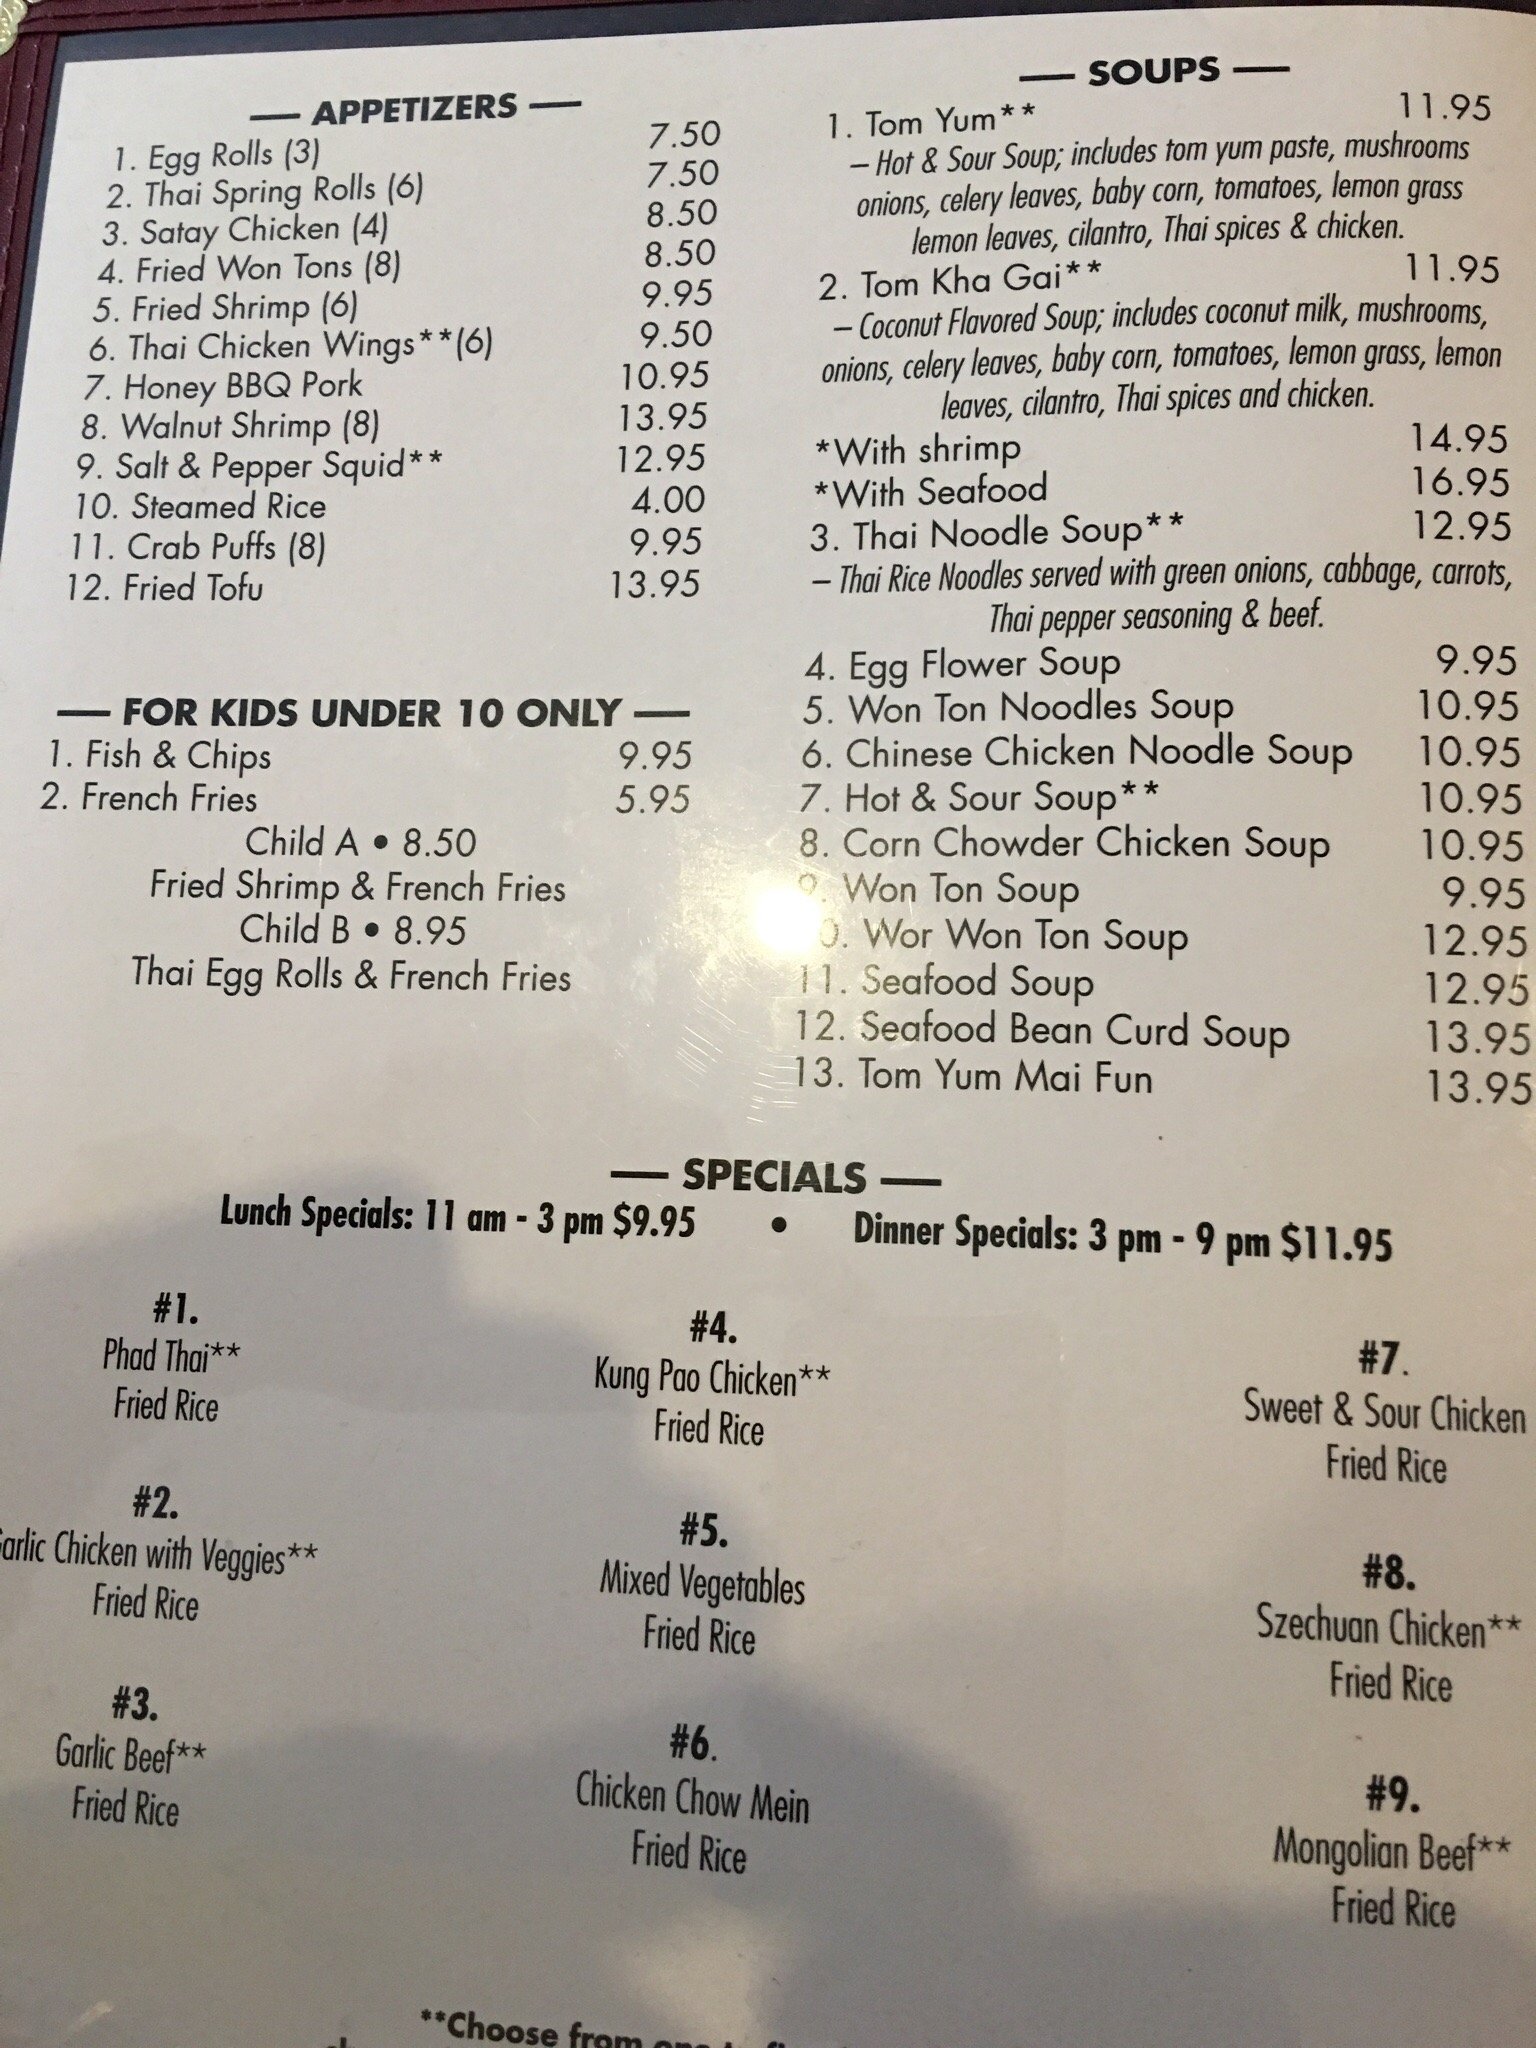 — APPETIZERS —
1. Egg Rolls (3) 7.50
2. Thai Spring Rolls (6) 7.50
3. Satay Chicken (4) 8.50
4. Fried Won Tons (8) 8.50
5. Fried Shrimp (6) 9.95
6. Thai Chicken Wings**(6) 9.50
7. Honey BBQ Pork 10.95
8. Walnut Shrimp (8) 13.95
9. Salt & Pepper Squid** 12.95
10. Steamed Rice 4.00
11. Crab Puffs (8) 9.95
12. Fried Tofu 13.95
— FOR KIDS UNDER 10 ONLY —
1. Fish & Chips 9.95
2. French Fries 5.95
Child A • 8.50
Fried Shrimp & French Fries
Child B • 8.95
Thai Egg Rolls & French Fries
— SOUPS —
1. Tom Yum** 11.95
– Hot & Sour Soup; includes tom yum paste, mushrooms
onions, celery leaves, baby corn, tomatoes, lemon grass
lemon leaves, cilantro, Thai spices & chicken.
2. Tom Kha Gai** 11.95
– Coconut Flavored Soup; includes coconut milk, mushrooms,
onions, celery leaves, baby corn, tomatoes, lemon grass, lemon
leaves, cilantro, Thai spices and chicken.
*With shrimp 14.95
*With Seafood 16.95
3. Thai Noodle Soup** 12.95
– Thai Rice Noodles served with green onions, cabbage, carrots,
Thai pepper seasoning & beef.
4. Egg Flower Soup 9.95
5. Won Ton Noodles Soup 10.95
6. Chinese Chicken Noodle Soup 10.95
7. Hot & Sour Soup** 10.95
8. Corn Chowder Chicken Soup 10.95
9. Won Ton Soup 9.95
0. Wor Won Ton Soup 12.95
11. Seafood Soup 12.95
12. Seafood Bean Curd Soup 13.95
13. Tom Yum Mai Fun 13.95
— SPECIALS —
Lunch Specials: 11 am - 3 pm $9.95 • Dinner Specials: 3 pm - 9 pm $11.95
#1.
Phad Thai**
Fried Rice
#2.
arlic Chicken with Veggies**
Fried Rice
#3.
Garlic Beef**
Fried Rice
#4.
Kung Pao Chicken**
Fried Rice
#5.
Mixed Vegetables
Fried Rice
#6.
Chicken Chow Mein
Fried Rice
#7.
Sweet & Sour Chicken
Fried Rice
#8.
Szechuan Chicken**
Fried Rice
#9.
Mongolian Beef**
Fried Rice
**Choose from